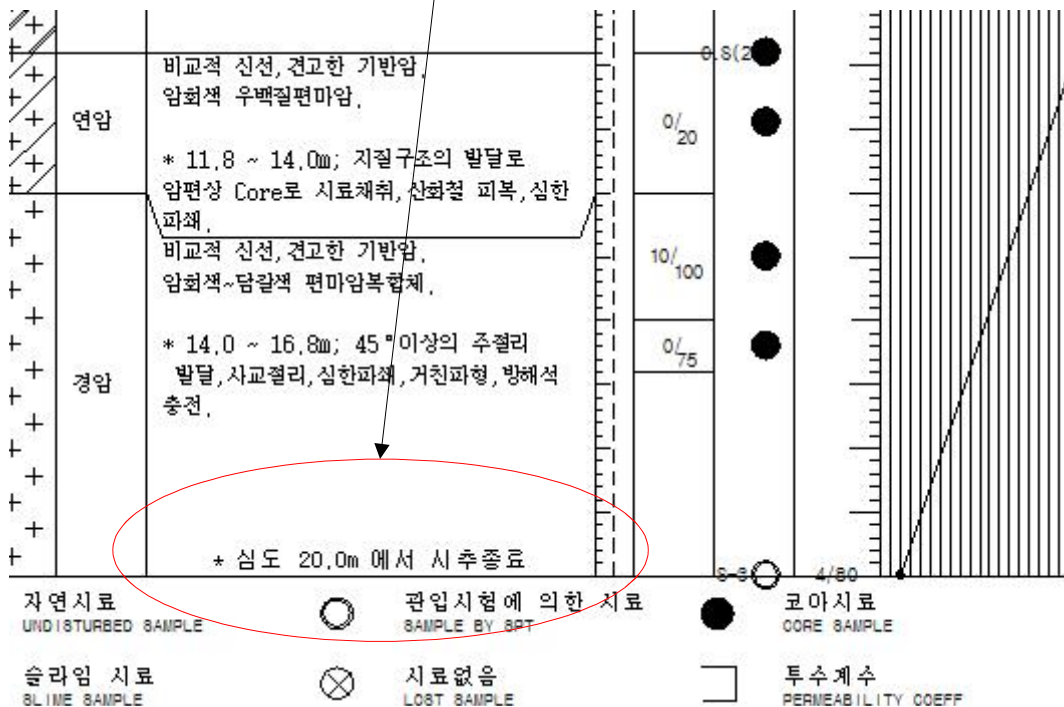 비교적 신선,견고한 기반암,
암회색 우백질편마암,
연암
* 11.8 ~ 14.0m; 지질구조의 발달로
암편상 Core로 시료채취,산화철 피복,심한
파쇄,
0/20
비교적 신선,견고한 기반암,
암회색~담갈색 편마암복합체,
10/100
경암
* 14.0 ~ 16.8m; 45°이상의 주절리
발달,사교절리,심한파쇄,거친파형,방해석
충전,
0/75
* 심도 20.0m 에서 시추종료
4/80
자연시료
UNDISTURBED SAMPLE
관입시험에 의한 시료
SAMPLE BY SPT
코아시료
CORE SAMPLE
슬라임 시료
SLIME SAMPLE
시료없음
LOST SAMPLE
투수계수
PERMEABILITY COEFF